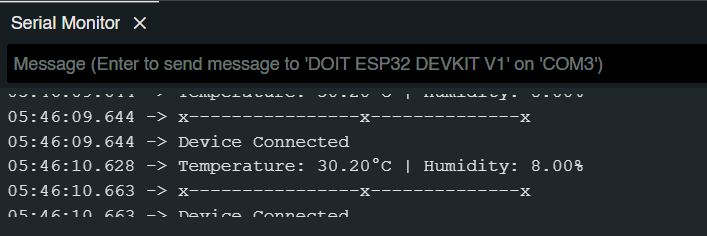 Serial Monitor ×
Message (Enter to send message to 'DOIT ESP32 DEVKIT V1' on 'COM3')
05:46:09.644 -> Temperature: 30.20°C | Humidity: 8.00%
05:46:09.644 -> x----------------x--------------x
05:46:09.644 -> Device Connected
05:46:10.628 -> Temperature: 30.20°C | Humidity: 8.00%
05:46:10.663 -> x----------------x--------------x
05:46:10.663 -> Device Connected